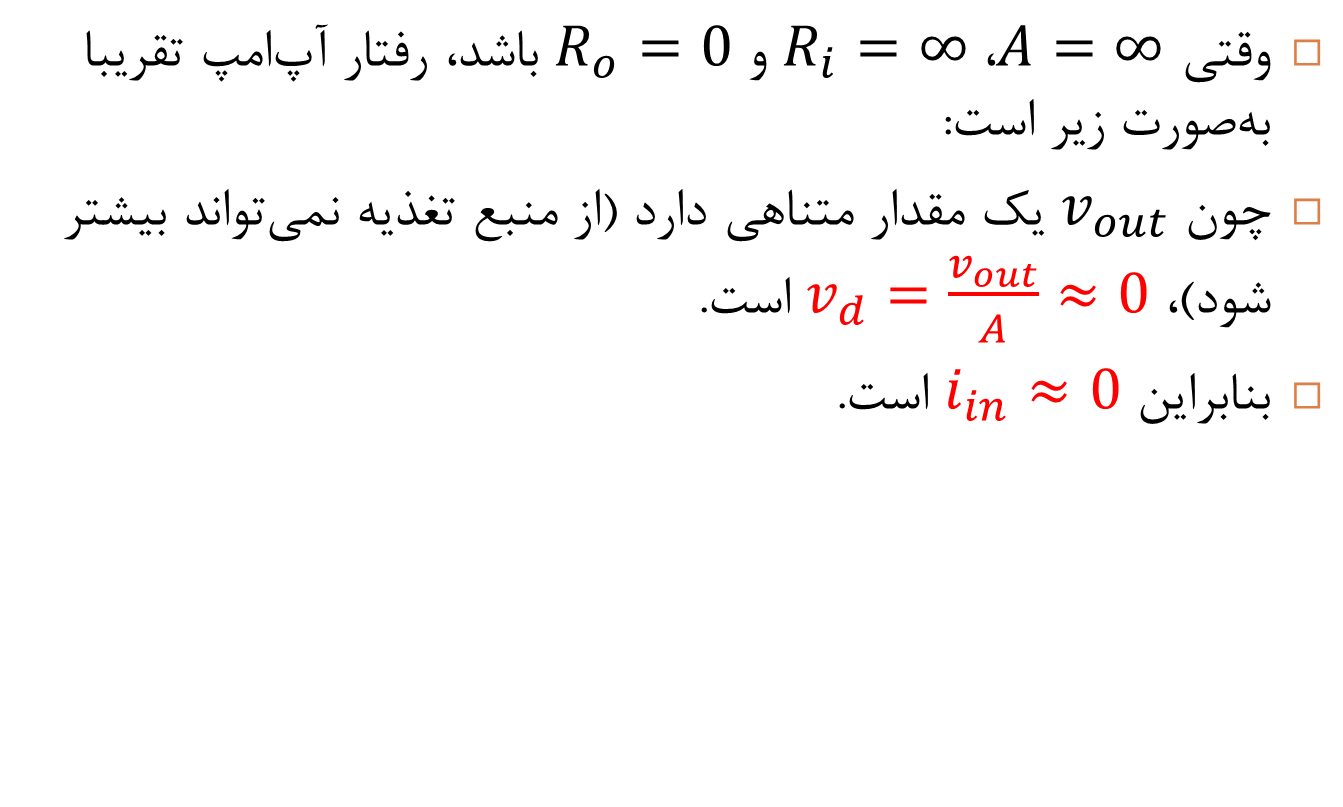 وقتی A = ∞، R_i = ∞ و R_o = 0 باشد، رفتار آپ‌امپ تقریبا
به‌صورت زیر است:
چون v_out یک مقدار متناهی دارد (از منبع تغذیه نمی‌تواند بیشتر
شود)، v_d = v_out/A ≈ 0 است.
بنابراین i_in ≈ 0 است.